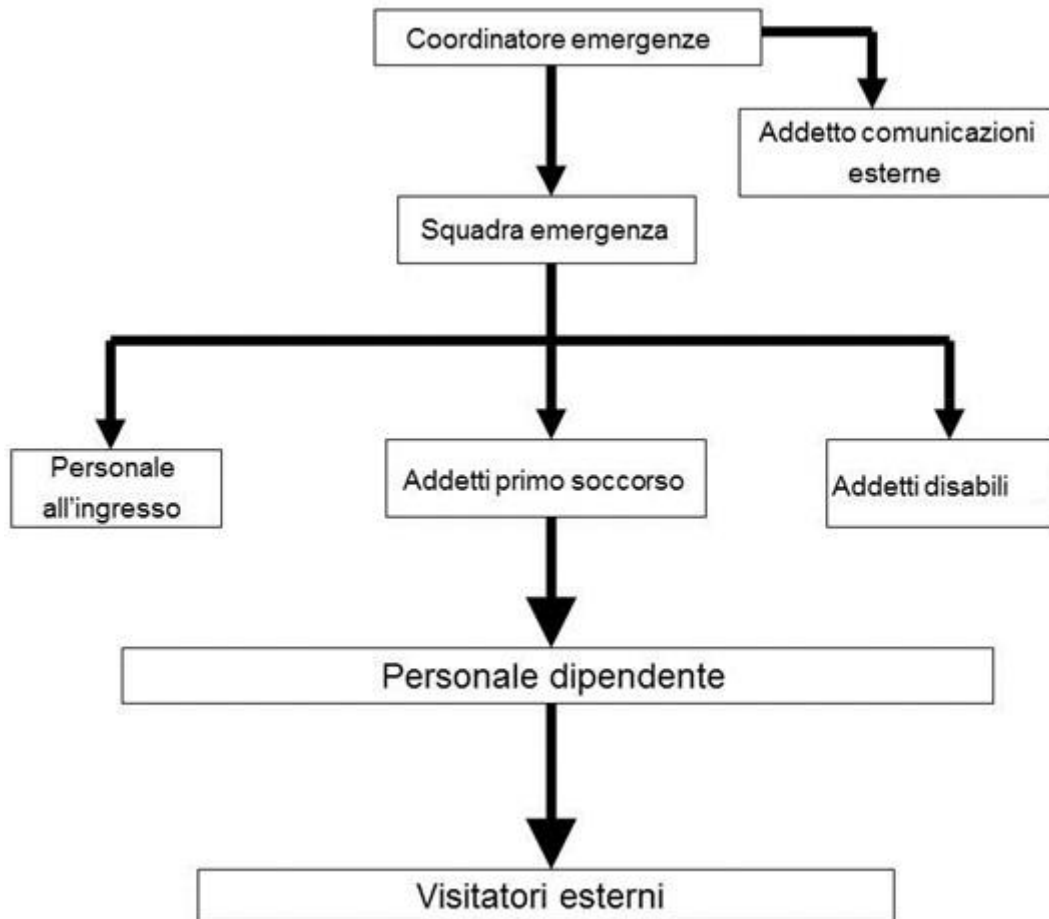 Coordinatore emergenze
Addetto comunicazioni
esterne
Squadra emergenza
Personale
all'ingresso
Addetti primo soccorso
Addetti disabili
Personale dipendente
Visitatori esterni